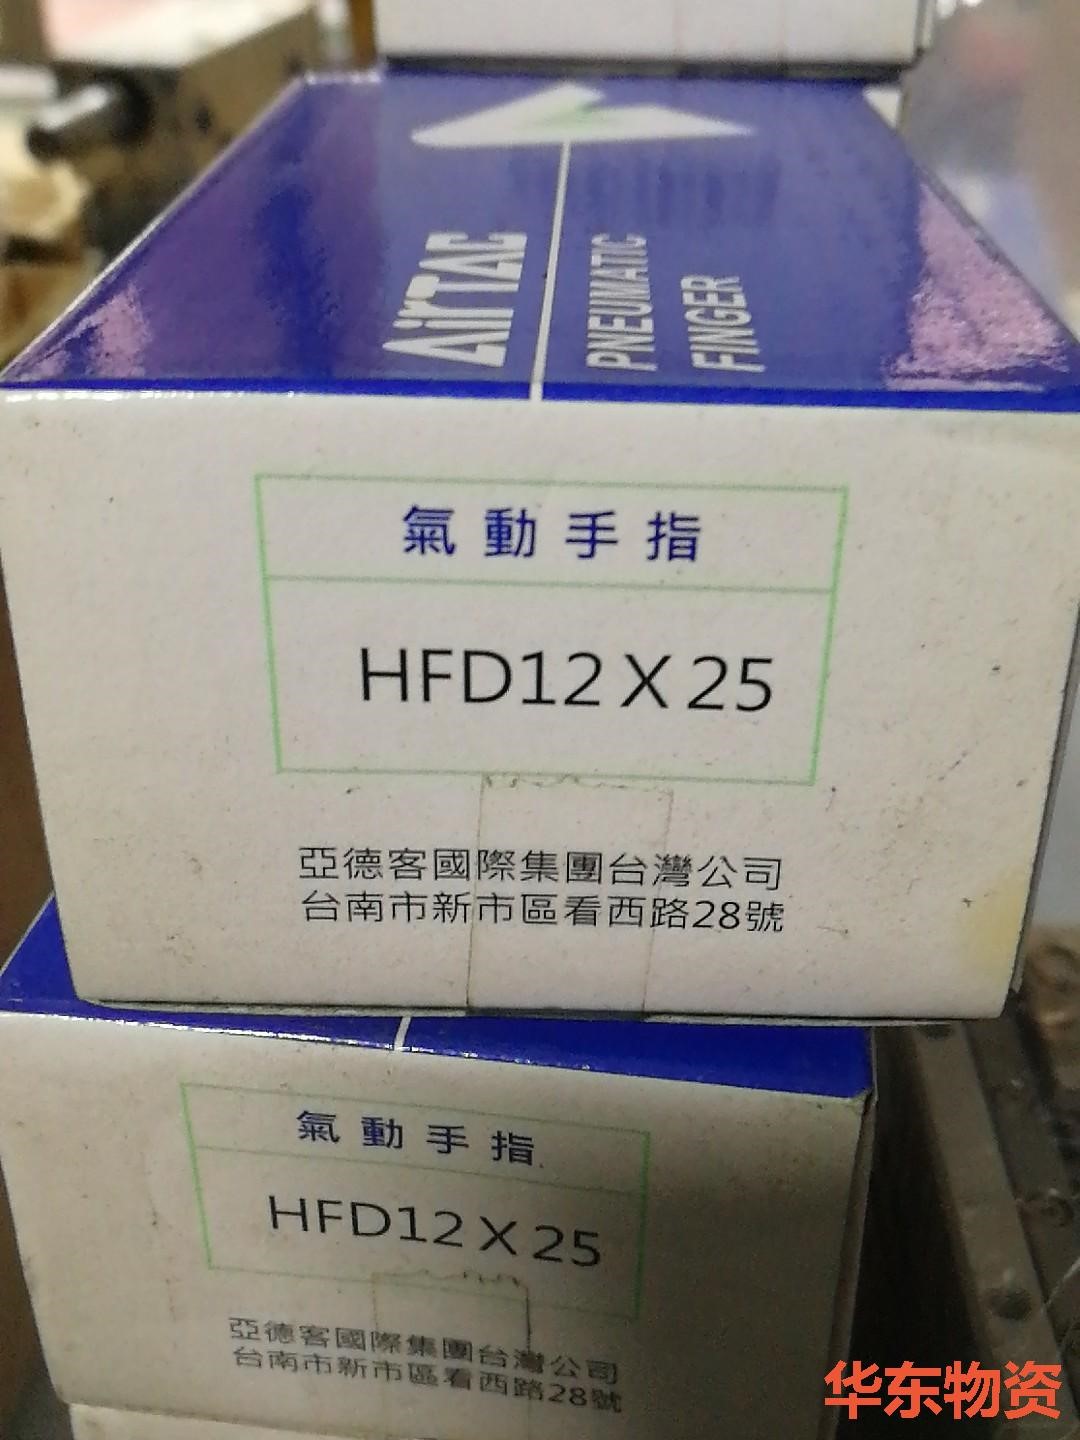 AirTAC
PNEUMATIC
FINGER
氣動手指
HFD12X25
亞德客國際集團台灣公司
台南市新市區看西路28號
氣動手指
HFD12X25
亞德客國際集團台灣公司
台南市新市區看西路28號
华东物资